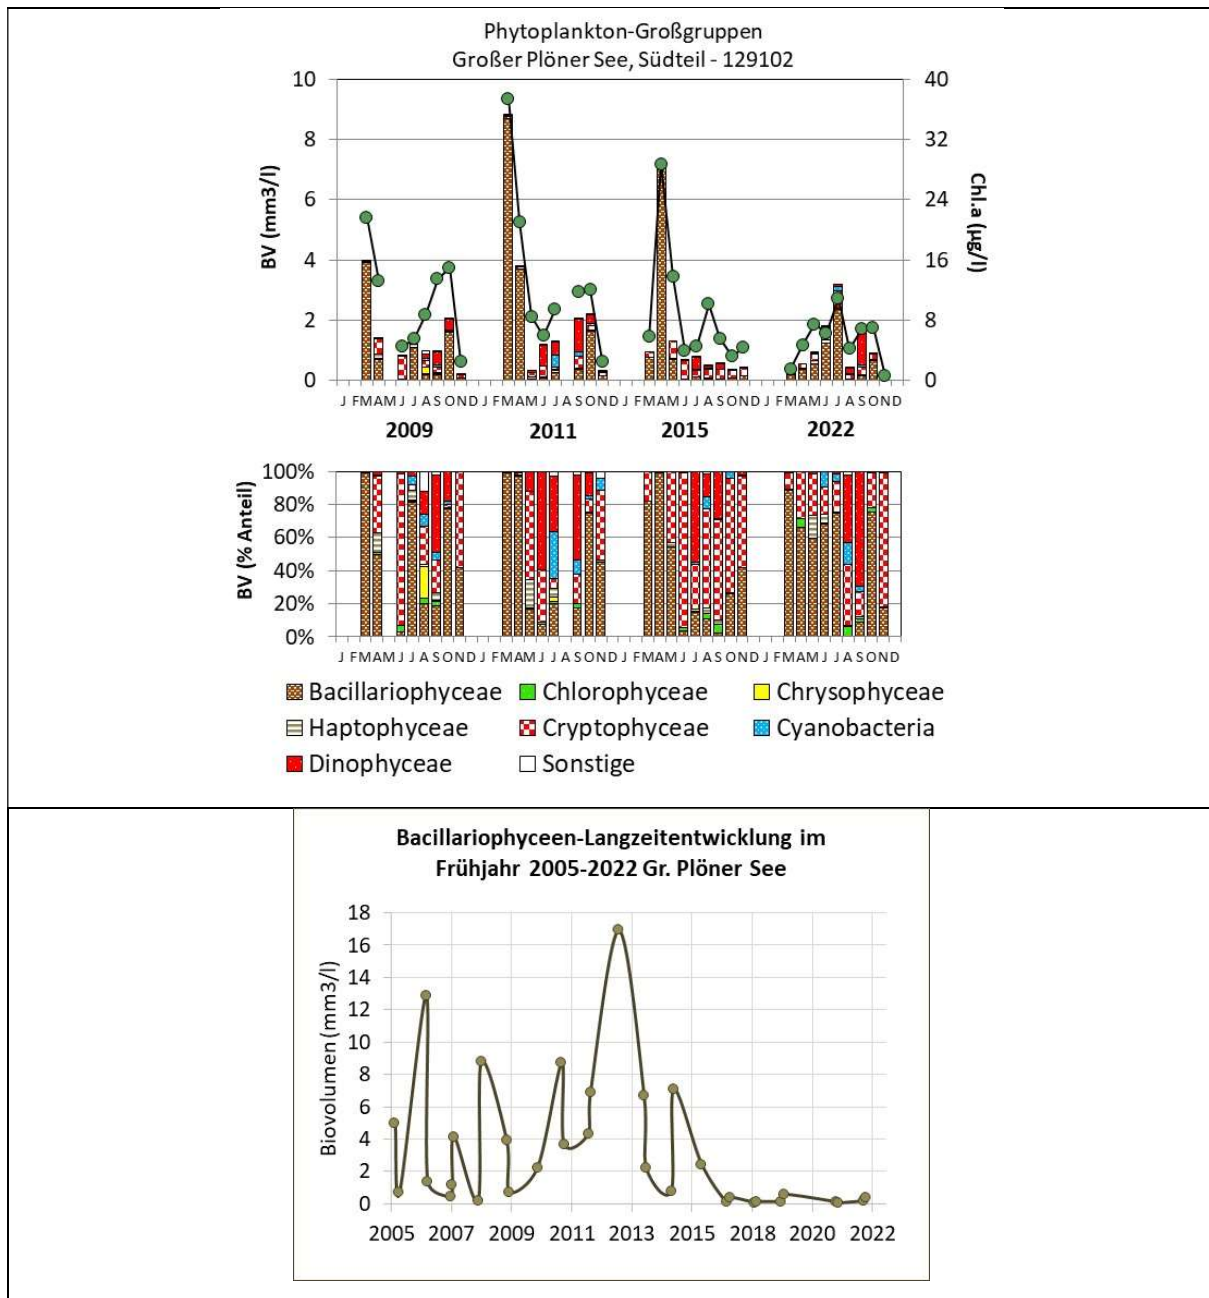 Phytoplankton-Großgruppen
Großer Plöner See, Südteil - 129102
10
8
6
4
2
0
BV (mm3/l)
40
32
24
16
8
0
Chl.a (µg/l)
J FMAMJ J A SOND J FMAMJ J A SOND J FMAMJ J A SOND J FMAMJ J A SOND
2009 2011 2015 2022
100%
80%
60%
40%
20%
0%
BV (% Anteil)
J FMAMJ J A SOND J FMAMJ J A SOND J FMAMJ J A SOND J FMAMJ J A SOND
Bacillariophyceae Chlorophyceae Chrysophyceae
Haptophyceae Cryptophyceae Cyanobacteria
Dinophyceae Sonstige
Bacillariophyceen-Langzeitentwicklung im
Frühjahr 2005-2022 Gr. Plöner See
18
16
14
12
10
8
6
4
2
0
Biovolumen (mm3/l)
2005 2007 2009 2011 2013 2015 2018 2020 2022